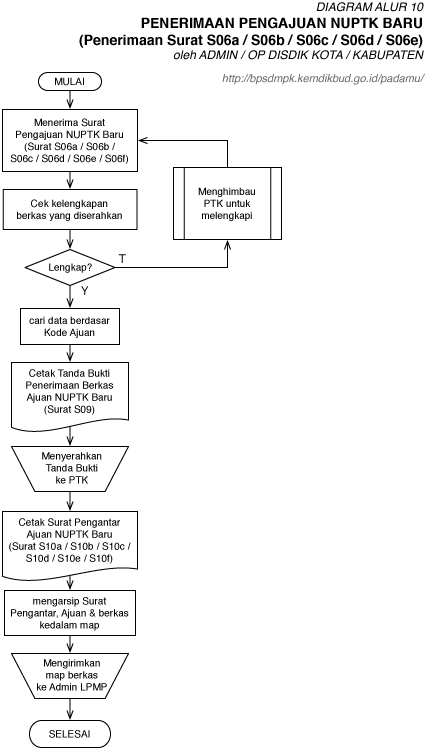 DIAGRAM ALUR 10
PENERIMAAN PENGAJUAN NUPTK BARU
(Penerimaan Surat S06a / S06b / S06c / S06d / S06e)
oleh ADMIN / OP DISDIK KOTA / KABUPATEN
http://bpsdmpk.kemdikbud.go.id/padamu/
MULAI
Menerima Surat
Pengajuan NUPTK Baru
(Surat S06a / S06b /
S06c / S06d / S06e / S06f)
Cek kelengkapan
berkas yang diserahkan
Menghimbau
PTK untuk
melengkapi
Lengkap?
T
Y
cari data berdasar
Kode Ajuan
Cetak Tanda Bukti
Penerimaan Berkas
Ajuan NUPTK Baru
(Surat S09)
Menyerahkan
Tanda Bukti
ke PTK
Cetak Surat Pengantar
Ajuan NUPTK Baru
(Surat S10a / S10b / S10c /
S10d / S10e / S10f)
mengarsip Surat
Pengantar, Ajuan & berkas
kedalam map
Mengirimkan
map berkas
ke Admin LPMP
SELESAI